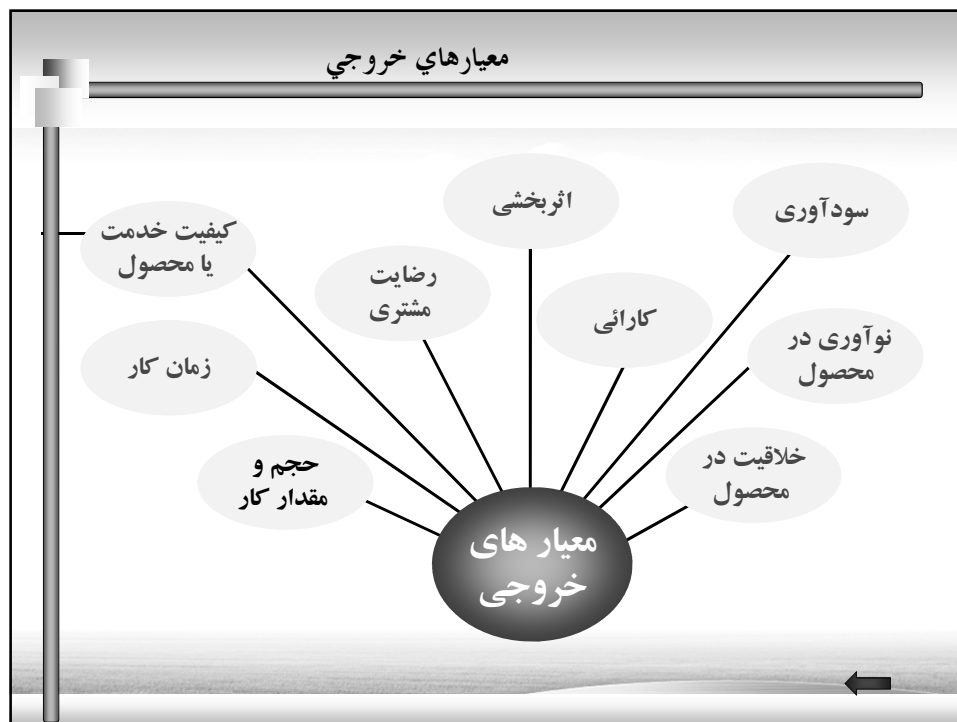 معيارهاي خروجي
سودآوری
اثربخشی
کیفیت خدمت
یا محصول
رضایت
مشتری
کارائی
نوآوری در
محصول
زمان کار
خلاقیت در
محصول
حجم و
مقدار کار
معیار های
خروجی